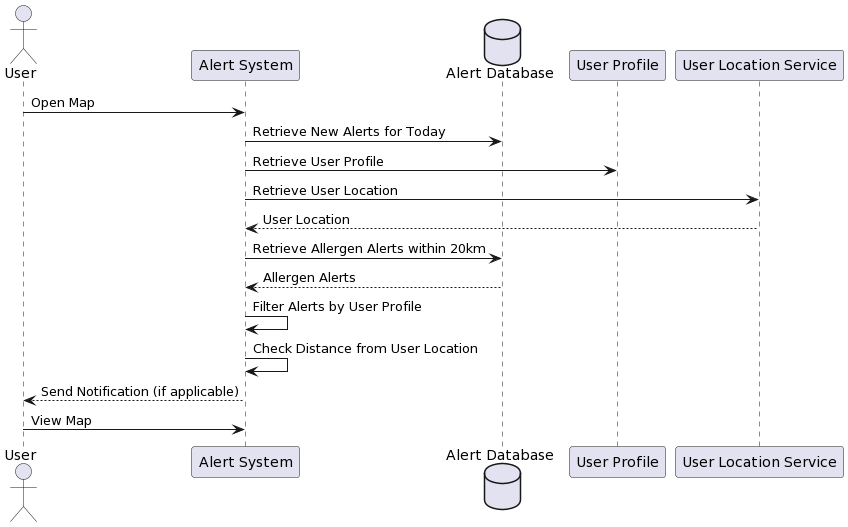 User
Alert System
Alert Database
User Profile
User Location Service
Open Map
Retrieve New Alerts for Today
Retrieve User Profile
Retrieve User Location
User Location
Retrieve Allergen Alerts within 20km
Allergen Alerts
Filter Alerts by User Profile
Check Distance from User Location
Send Notification (if applicable)
View Map
User
Alert System
Alert Database
User Profile
User Location Service